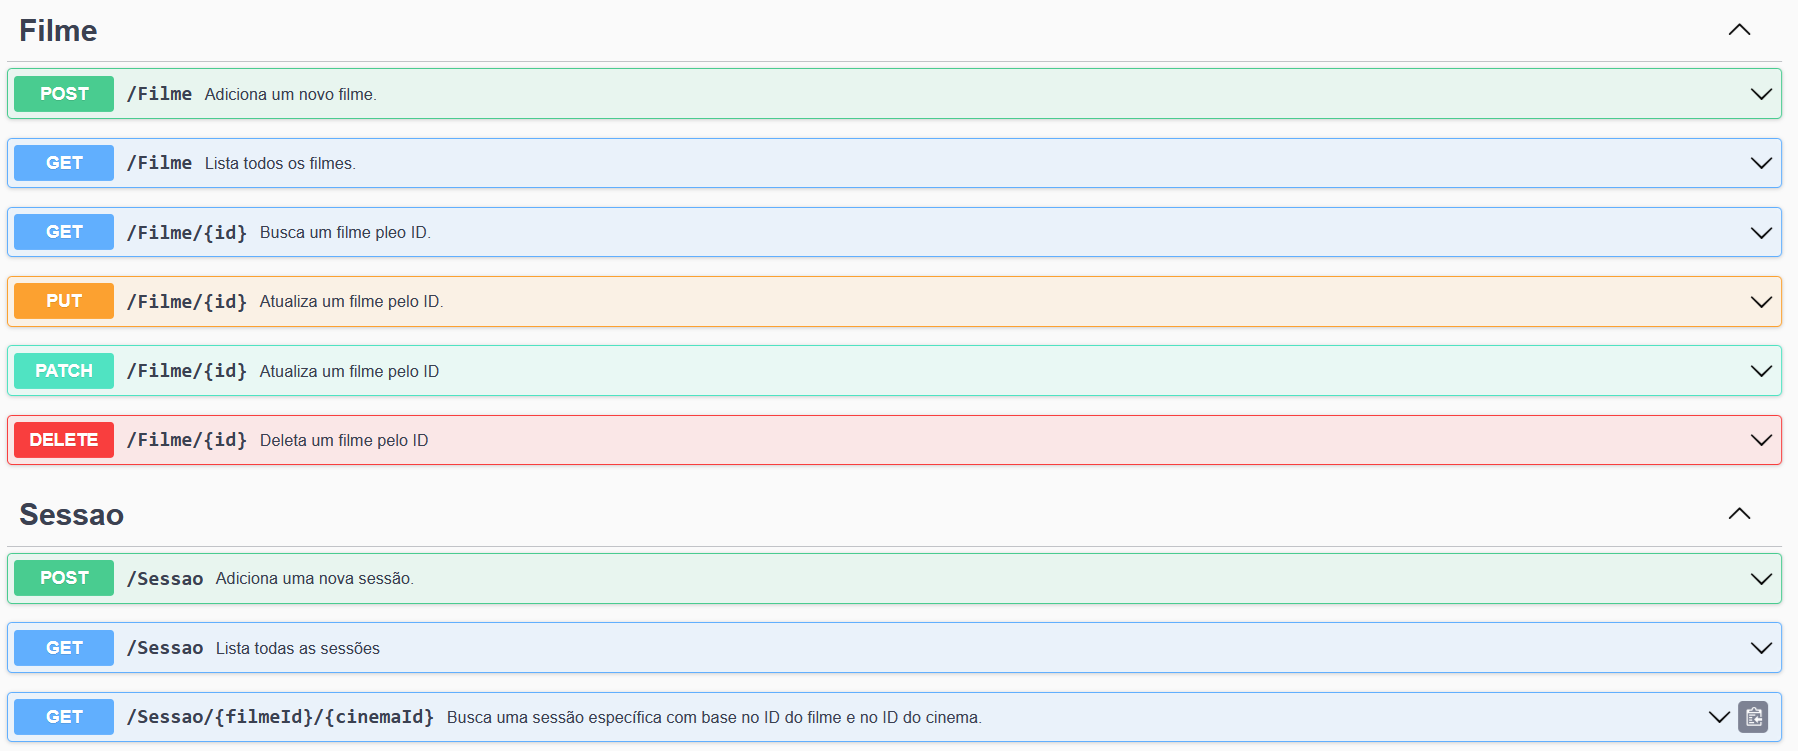 Filme
POST /Filme Adiciona um novo filme.
GET /Filme Lista todos os filmes.
GET /Filme/{id} Busca um filme pleo ID.
PUT /Filme/{id} Atualiza um filme pelo ID.
PATCH /Filme/{id} Atualiza um filme pelo ID
DELETE /Filme/{id} Deleta um filme pelo ID
Sessao
POST /Sessao Adiciona uma nova sessão.
GET /Sessao Lista todas as sessões
GET /Sessao/{filmeId}/{cinemaId} Busca uma sessão específica com base no ID do filme e no ID do cinema.